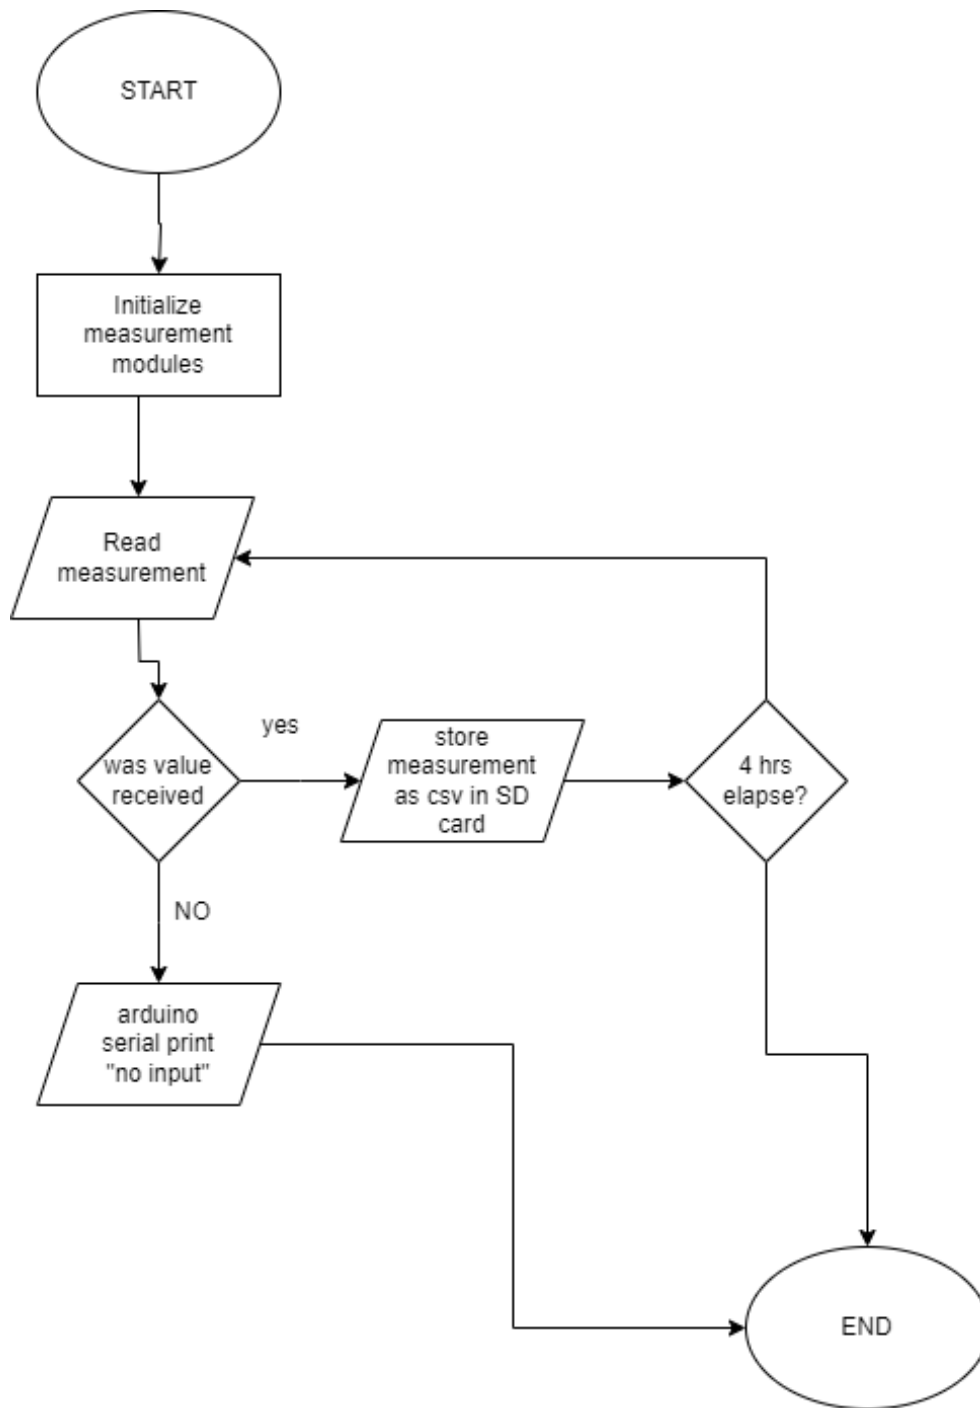 START
Initialize
measurement
modules
Read
measurement
was value
received
yes
store
measurement
as csv in SD
card
4 hrs
elapse?
NO
arduino
serial print
"no input"
END